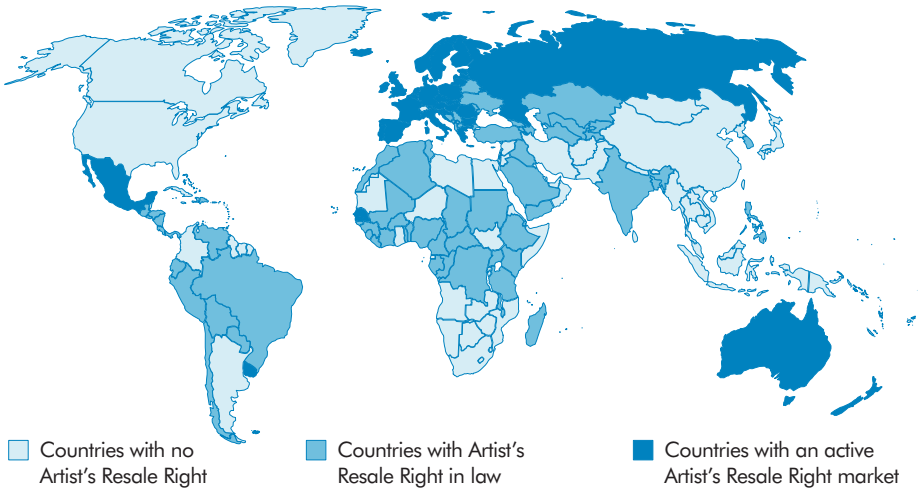 Countries with no
Artist’s Resale Right
Countries with Artist’s
Resale Right in law
Countries with an active
Artist’s Resale Right market